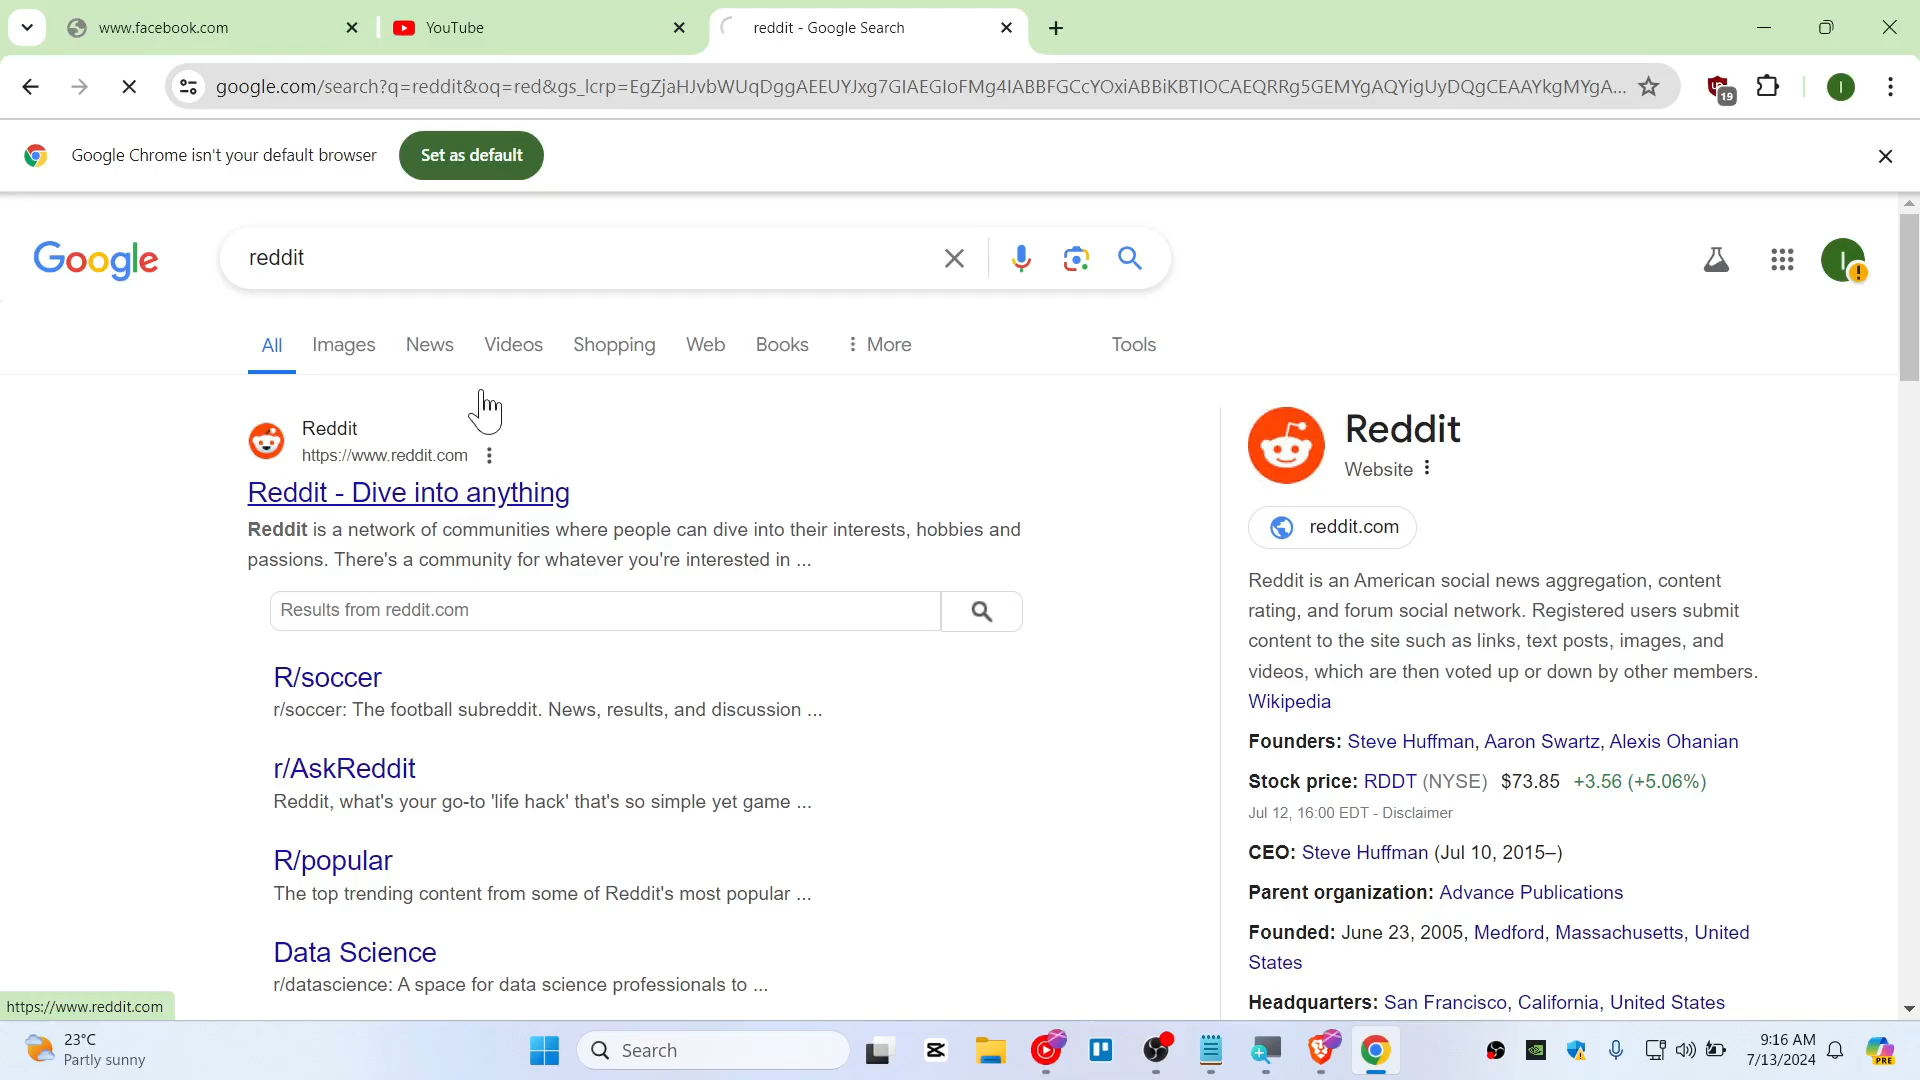 www.facebook.com
YouTube
reddit - Google Search
google.com/search?q=reddit&oq=red&gs_lcrp=EgZjaHJvbWUqDggAEEUYJxg7GIAEGIoFMg4IABBFGCcYOxiABBiKBTIOCAEQRRg5GEMYgAQYigUyDQgCEAAYkgMYgA...
19
I
Google Chrome isn't your default browser
Set as default
Google
reddit
I
All Images News Videos Shopping Web Books More Tools
Reddit
https://www.reddit.com
Reddit - Dive into anything
Reddit is a network of communities where people can dive into their interests, hobbies and
passions. There's a community for whatever you're interested in ...
Results from reddit.com
R/soccer
r/soccer: The football subreddit. News, results, and discussion ...
r/AskReddit
Reddit, what's your go-to 'life hack' that's so simple yet game ...
R/popular
The top trending content from some of Reddit's most popular ...
Data Science
r/datascience: A space for data science professionals to ...
Reddit
Website
reddit.com
Reddit is an American social news aggregation, content
rating, and forum social network. Registered users submit
content to the site such as links, text posts, images, and
videos, which are then voted up or down by other members.
Wikipedia
Founders: Steve Huffman, Aaron Swartz, Alexis Ohanian
Stock price: RDDT (NYSE) $73.85 +3.56 (+5.06%)
Jul 12, 16:00 EDT - Disclaimer
CEO: Steve Huffman (Jul 10, 2015–)
Parent organization: Advance Publications
Founded: June 23, 2005, Medford, Massachusetts, United
States
Headquarters: San Francisco, California, United States
https://www.reddit.com
23°C
Partly sunny
Search
9:16 AM
7/13/2024
PRE